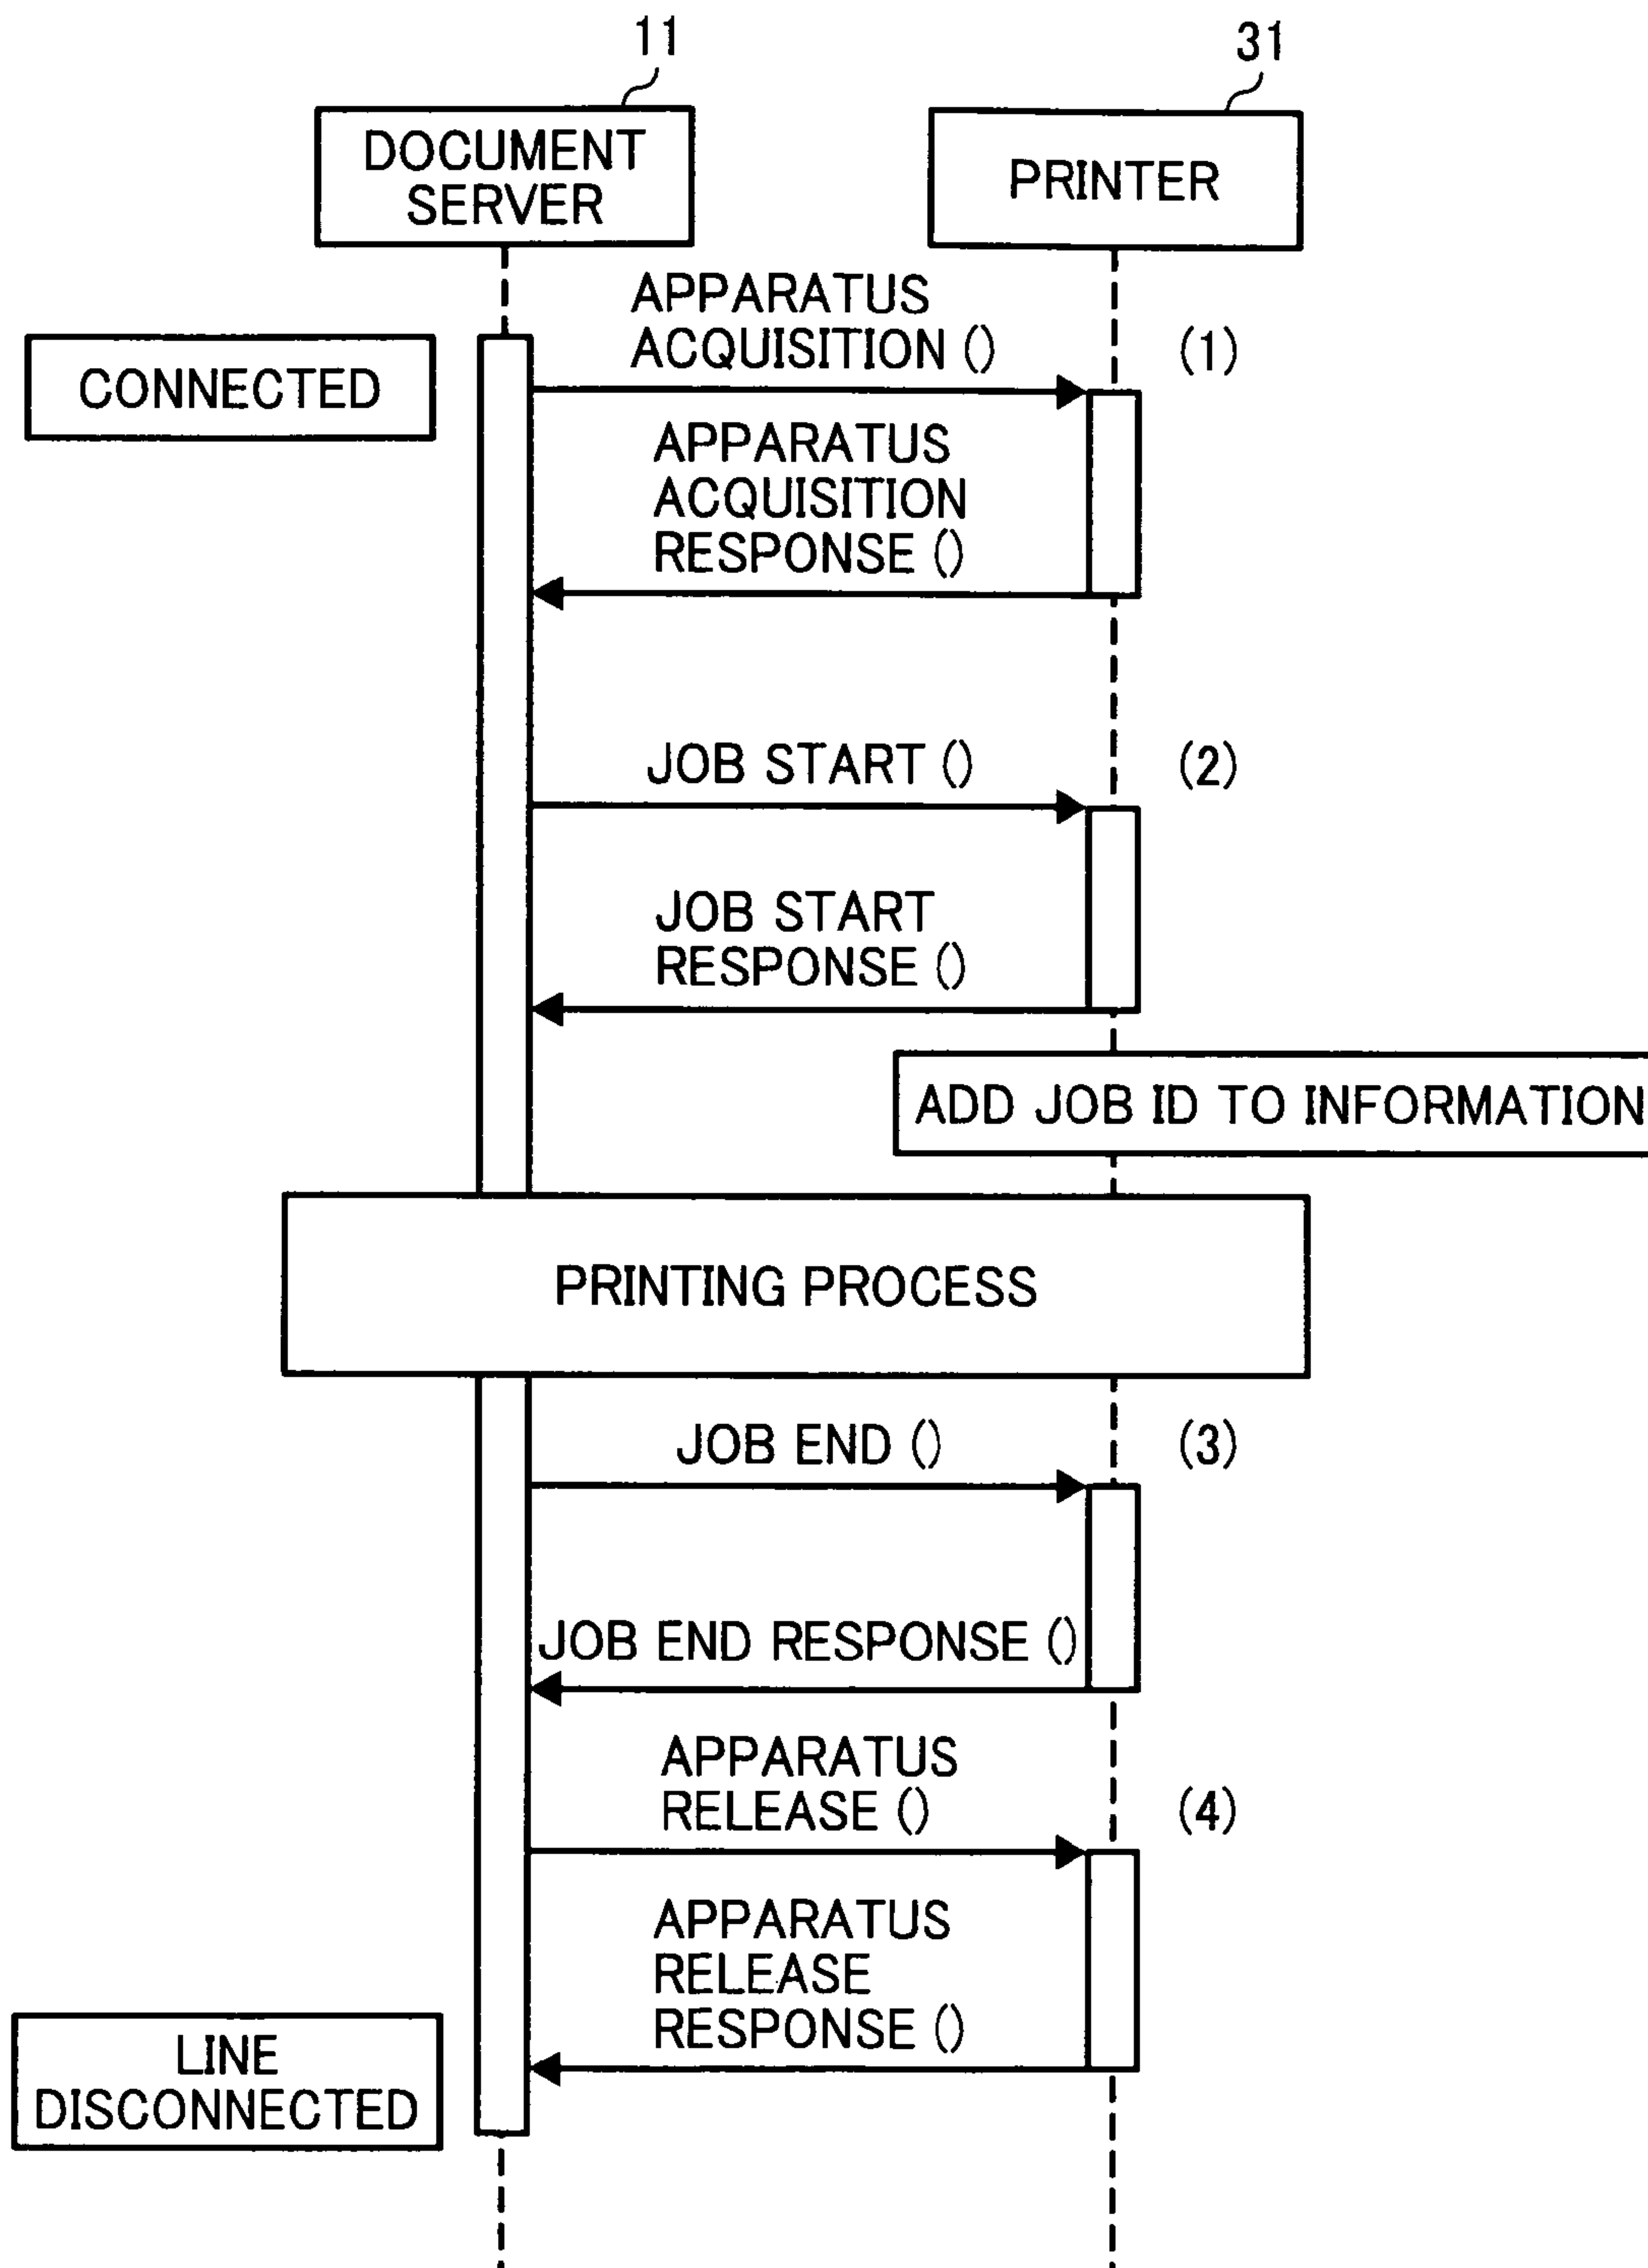 11
31
DOCUMENT
SERVER
PRINTER
APPARATUS
ACQUISITION ()
(1)
CONNECTED
APPARATUS
ACQUISITION
RESPONSE ()
JOB START ()
(2)
JOB START
RESPONSE ()
ADD JOB ID TO INFORMATION
PRINTING PROCESS
JOB END ()
(3)
JOB END RESPONSE ()
APPARATUS
RELEASE ()
(4)
APPARATUS
RELEASE
RESPONSE ()
LINE
DISCONNECTED